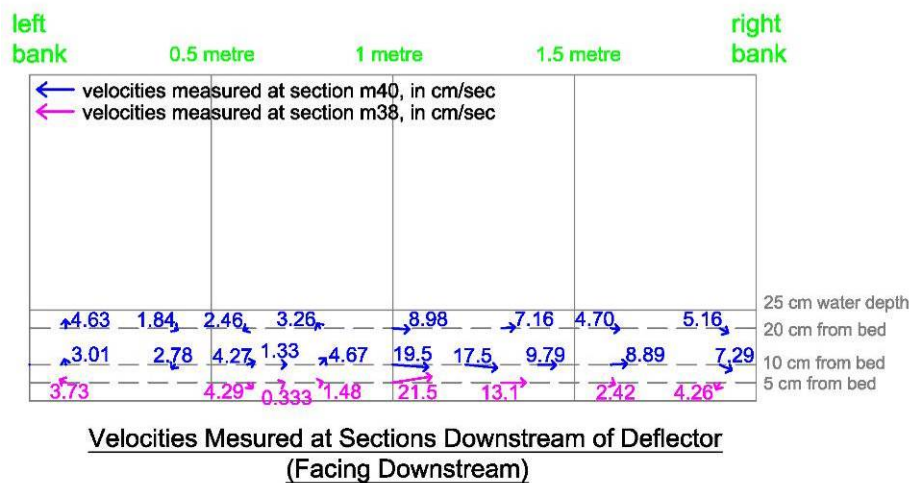 left bank
0.5 metre
1 metre
1.5 metre
right bank
velocities measured at section m40, in cm/sec
velocities measured at section m38, in cm/sec
25 cm water depth
4.63 1.84 2.46 3.26 8.98 7.16 4.70 5.16
20 cm from bed
3.01 2.78 4.27 1.33 4.67 19.5 17.5 9.79 8.89 7.29
10 cm from bed
5 cm from bed
3.73 4.29 0.333 1.48 21.5 13.1 2.42 4.26
Velocities Mesured at Sections Downstream of Deflector
(Facing Downstream)